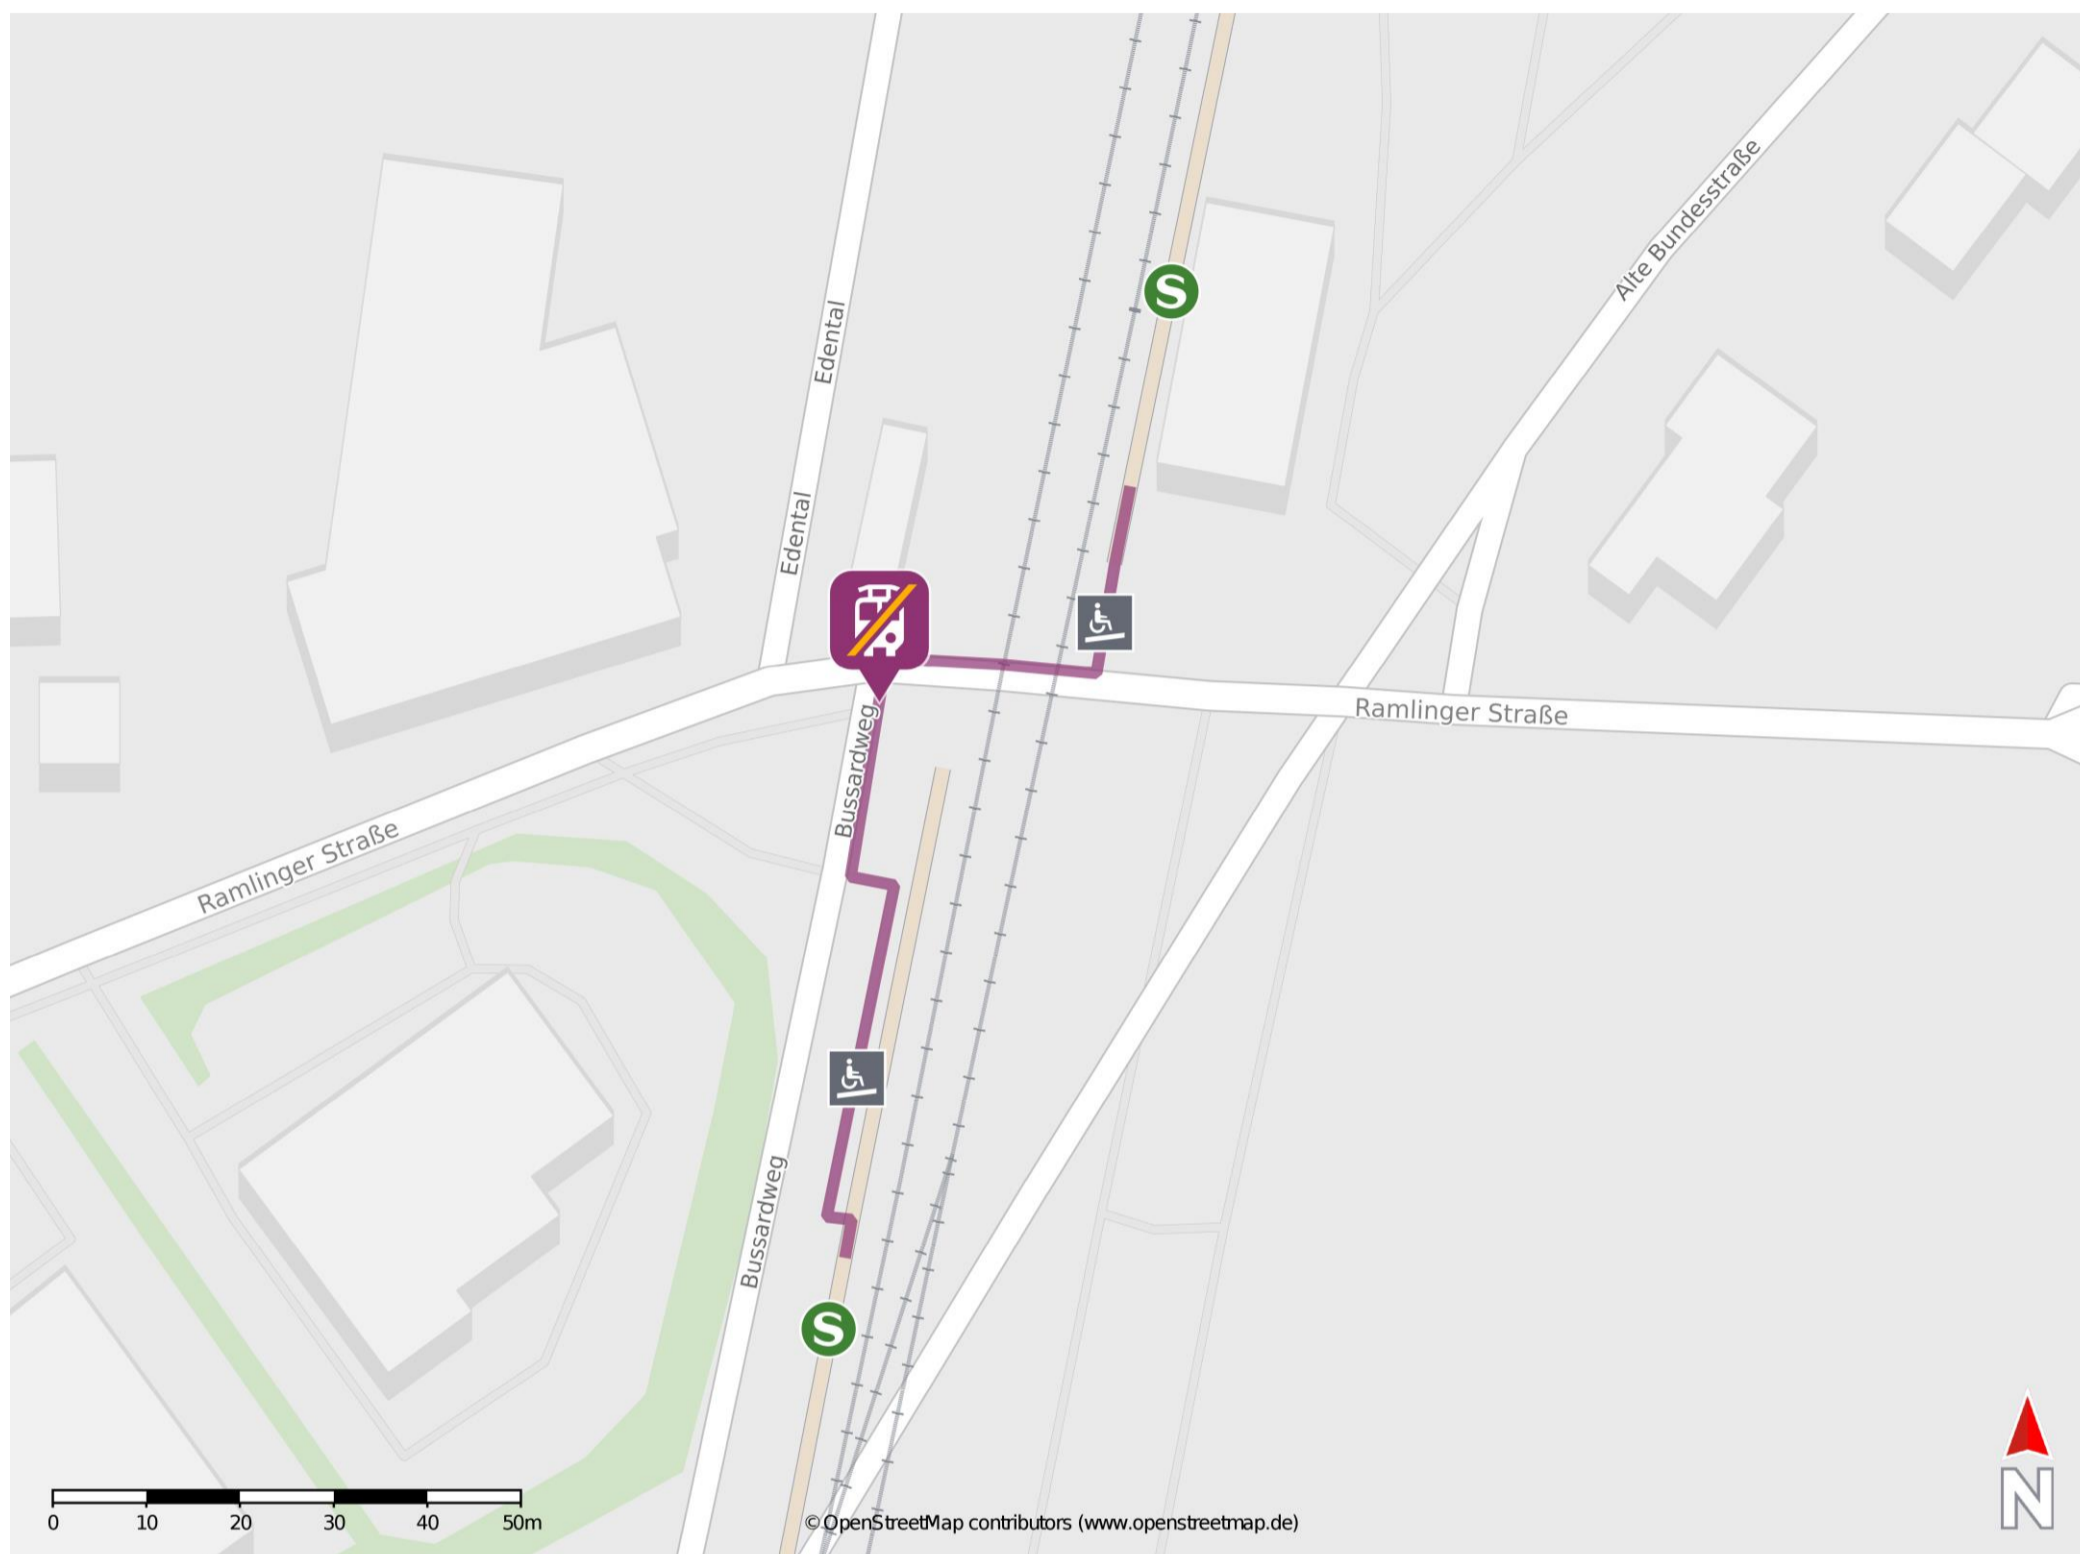 Alte Bundesstraße
S
Edental
Edental
Ramlinger Straße
Bussardweg
Ramlinger Straße
Bussardweg
S
N
0 10 20 30 40 50m
© OpenStreetMap contributors (www.openstreetmap.de)